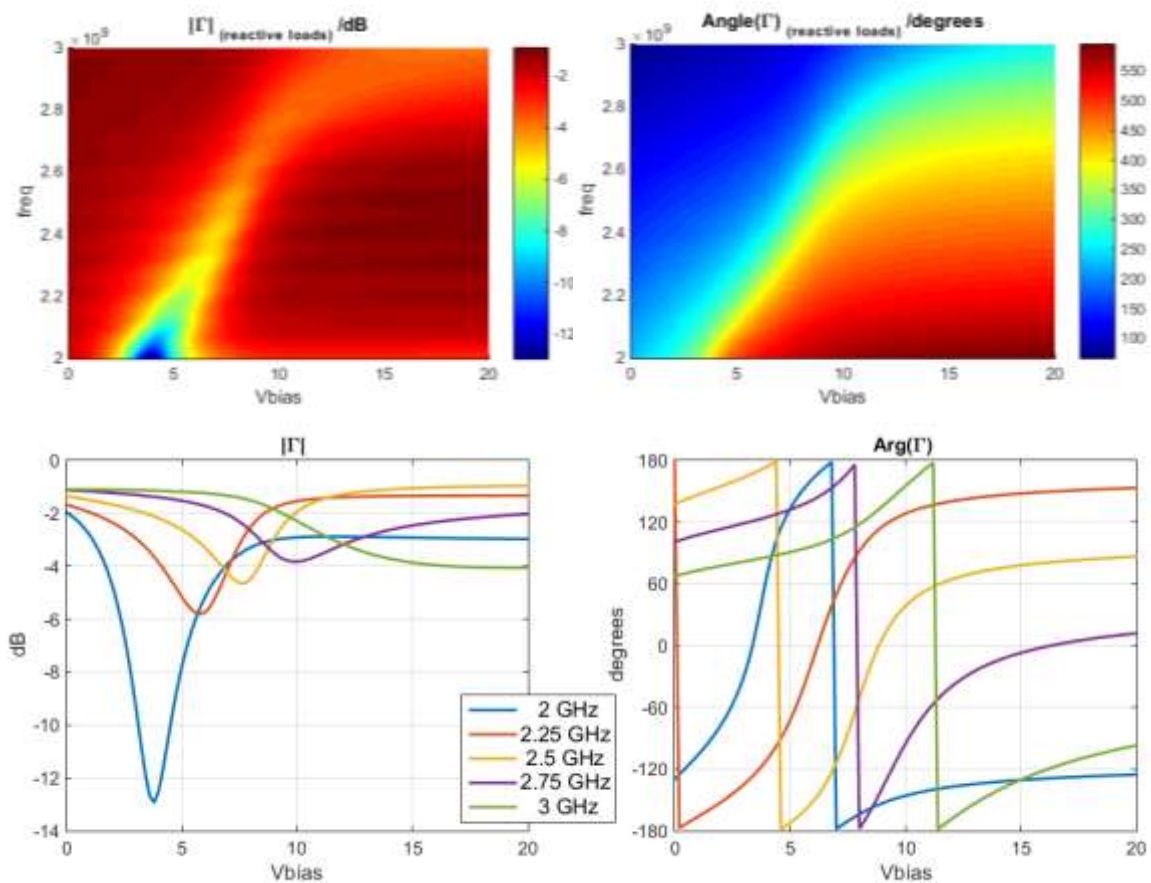 |Γ| (reactive loads) /dB
× 10⁹
3
2.8
2.6
2.4
2.2
2
freq
0 5 10 15 20
Vbias
-2
-4
-6
-8
-10
-12
Angle(Γ) (reactive loads) /degrees
× 10⁹
3
2.8
2.6
2.4
2.2
2
freq
0 5 10 15 20
Vbias
550
500
450
400
350
300
250
200
150
100
|Γ|
0
-2
-4
-6
-8
-10
-12
-14
dB
0 5 10 15 20
Vbias
2 GHz
2.25 GHz
2.5 GHz
2.75 GHz
3 GHz
Arg(Γ)
180
120
60
0
-60
-120
-180
degrees
0 5 10 15 20
Vbias